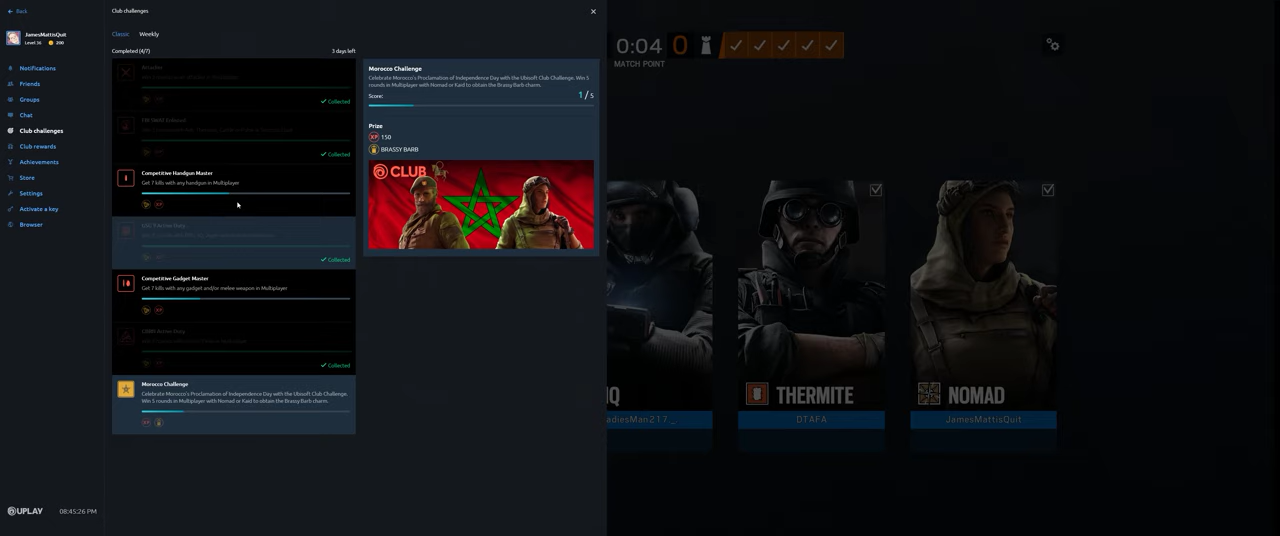 Back
JamesMattisQuit
Level 36 200
Notifications
Friends
Groups
Chat
Club challenges
Club rewards
Achievements
Store
Settings
Activate a key
Browser
UPLAY 08:45:26 PM
Club challenges
Classic Weekly
Completed (4/7) 3 days left
Collected
Collected
Competitive Handgun Master
Get 7 kills with any handgun in Multiplayer
XP
Collected
Competitive Gadget Master
Get 7 kills with any gadget and/or melee weapon in Multiplayer
XP
Collected
Morocco Challenge
Celebrate Morocco's Proclamation of Independence Day with the Ubisoft Club Challenge.
Win 5 rounds in Multiplayer with Nomad or Kaid to obtain the Brassy Barb charm.
XP
Morocco Challenge
Celebrate Morocco's Proclamation of Independence Day with the Ubisoft Club Challenge. Win 5
rounds in Multiplayer with Nomad or Kaid to obtain the Brassy Barb charm.
Score: 1 / 5
Prize
XP 150
BRASSY BARB
CLUB
0:04 0
MATCH POINT
THERMITE NOMAD
adiesMan217._ DTAFA JamesMattisQuit